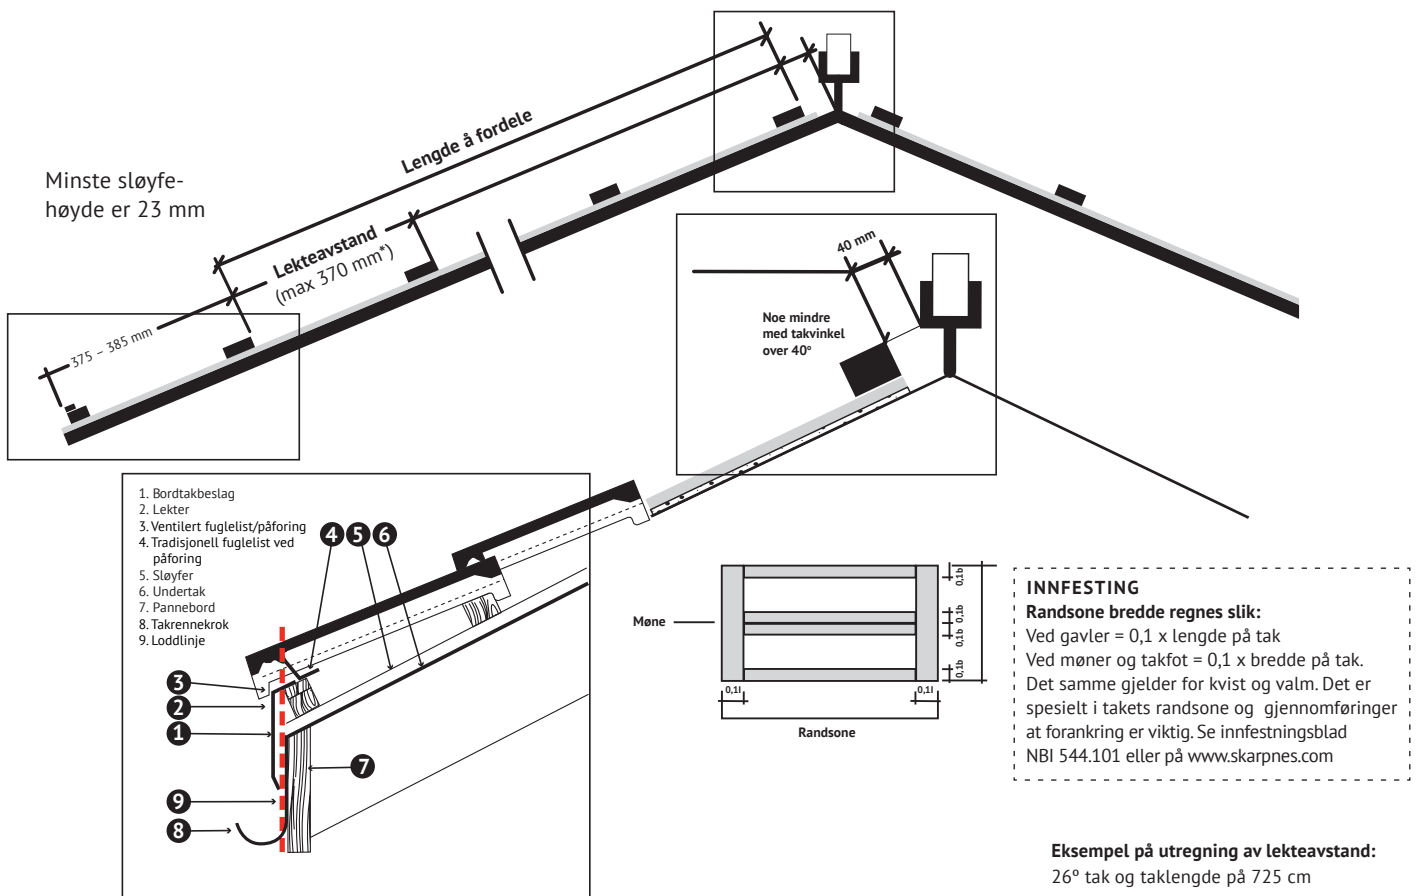 Lengde å fordele
Minste sløyfe-
høyde er 23 mm
Lekteavstand
(max 370 mm*)
375 – 385 mm
40 mm
Noe mindre
med takvinkel
over 40°
1. Bordtakbeslag
2. Lekter
3. Ventilert fuglelist/påforing
4. Tradisjonell fuglelist ved
påforing
5. Sløyfer
6. Undertak
7. Pannebord
8. Takrennekrok
9. Loddlinje
4 5 6
3
2
1
7
9
8
Møne
0,1b
0,1b
0,1b
0,1b
0,1l
0,1l
Randsone
INNFESTING
Randsone bredde regnes slik:
Ved gavler = 0,1 x lengde på tak
Ved møner og takfot = 0,1 x bredde på tak.
Det samme gjelder for kvist og valm. Det er
spesielt i takets randsone og gjennomføringer
at forankring er viktig. Se innfestningsblad
NBI 544.101 eller på www.skarpnes.com
Eksempel på utregning av lekteavstand:
26° tak og taklengde på 725 cm